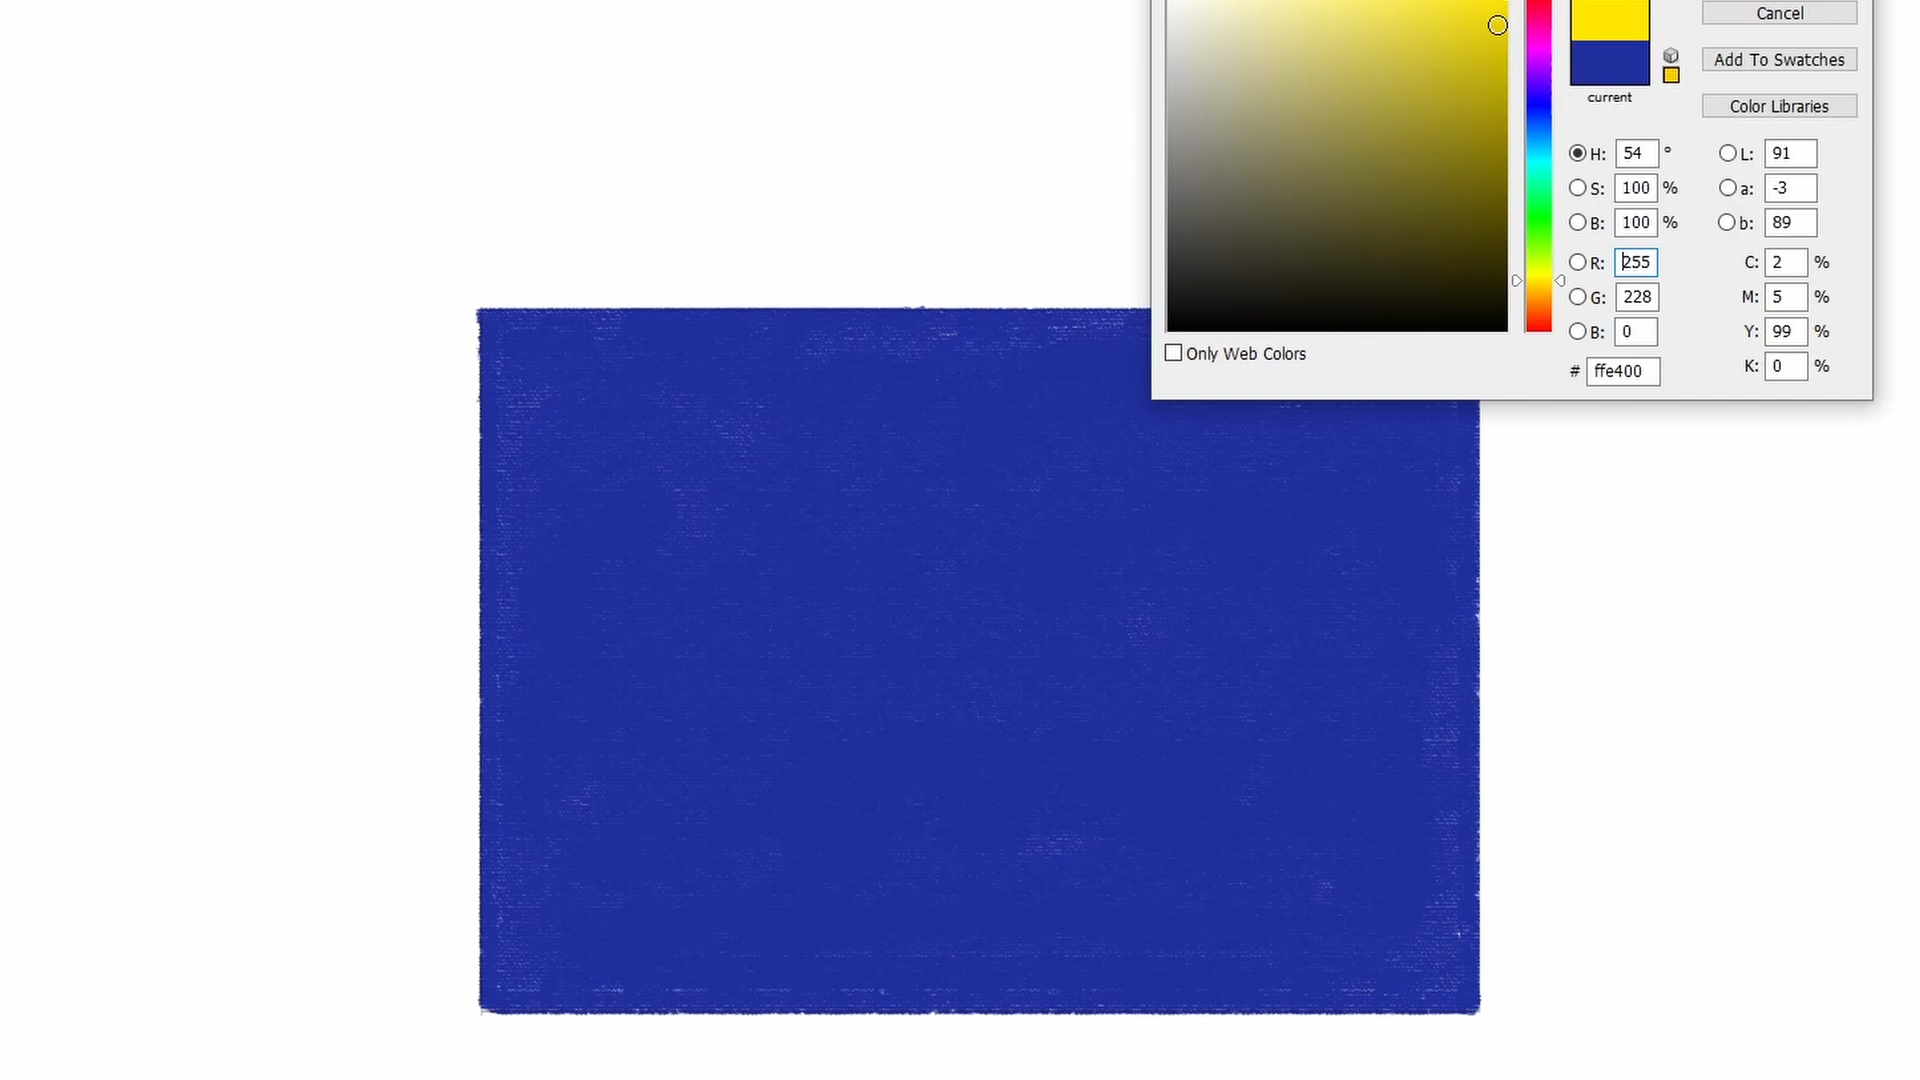 Cancel
Add To Swatches
current
Color Libraries
H: 54 ° L: 91
S: 100 % a: -3
B: 100 % b: 89
R: 255 C: 2 %
G: 228 M: 5 %
B: 0 Y: 99 %
Only Web Colors
# ffe400 K: 0 %